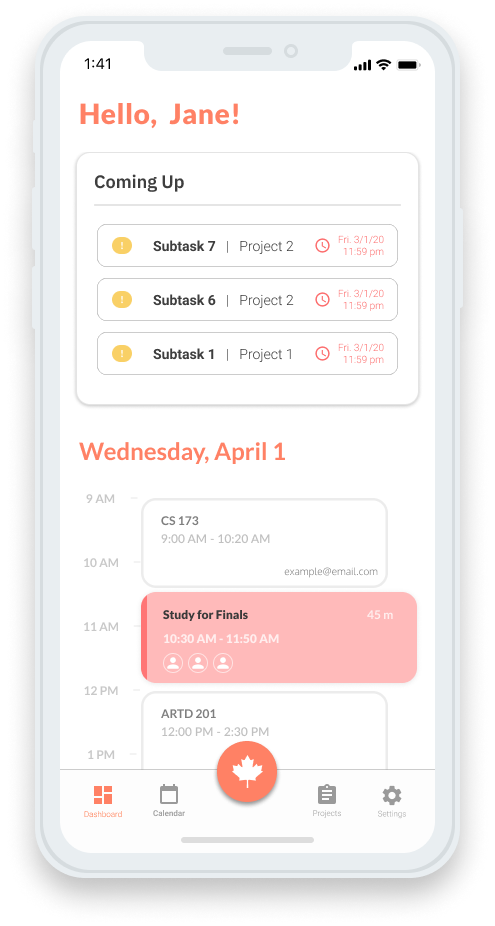 1:41
Hello, Jane!
Coming Up
! Subtask 7 | Project 2 Fri. 3/1/20
11:59 pm
! Subtask 6 | Project 2 Fri. 3/1/20
11:59 pm
! Subtask 1 | Project 1 Fri. 3/1/20
11:59 pm
Wednesday, April 1
9 AM
CS 173
9:00 AM - 10:20 AM
10 AM
example@email.com
Study for Finals 45 m
11 AM
10:30 AM - 11:50 AM
12 PM
ARTD 201
12:00 PM - 2:30 PM
1 PM
Dashboard Calendar Projects Settings